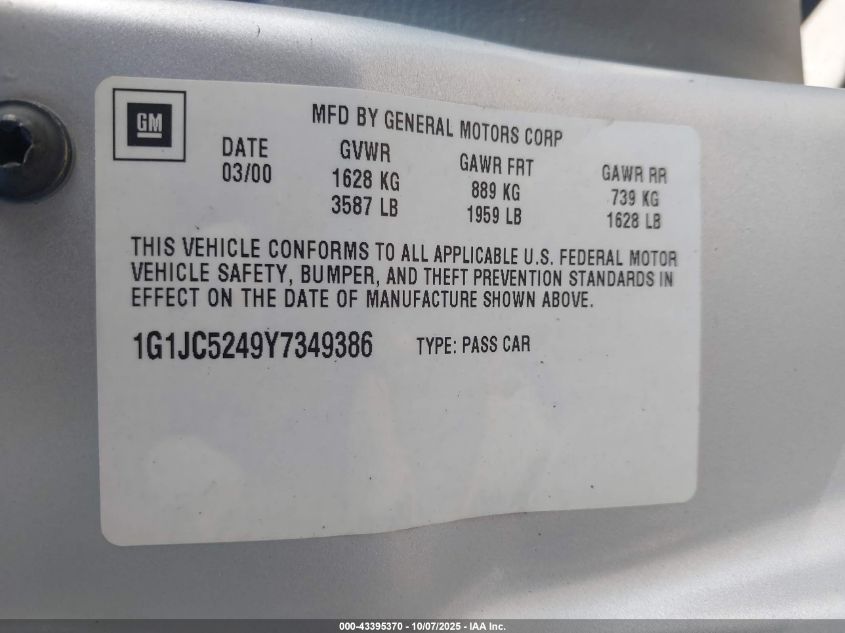 GM
MFD BY GENERAL MOTORS CORP
DATE GVWR GAWR FRT GAWR RR
03/00 1628 KG 889 KG 739 KG
3587 LB 1959 LB 1628 LB
THIS VEHICLE CONFORMS TO ALL APPLICABLE U.S. FEDERAL MOTOR
VEHICLE SAFETY, BUMPER, AND THEFT PREVENTION STANDARDS IN
EFFECT ON THE DATE OF MANUFACTURE SHOWN ABOVE.
1G1JC5249Y7349386 TYPE: PASS CAR
000-43395370 - 10/07/2025 - IAA Inc.